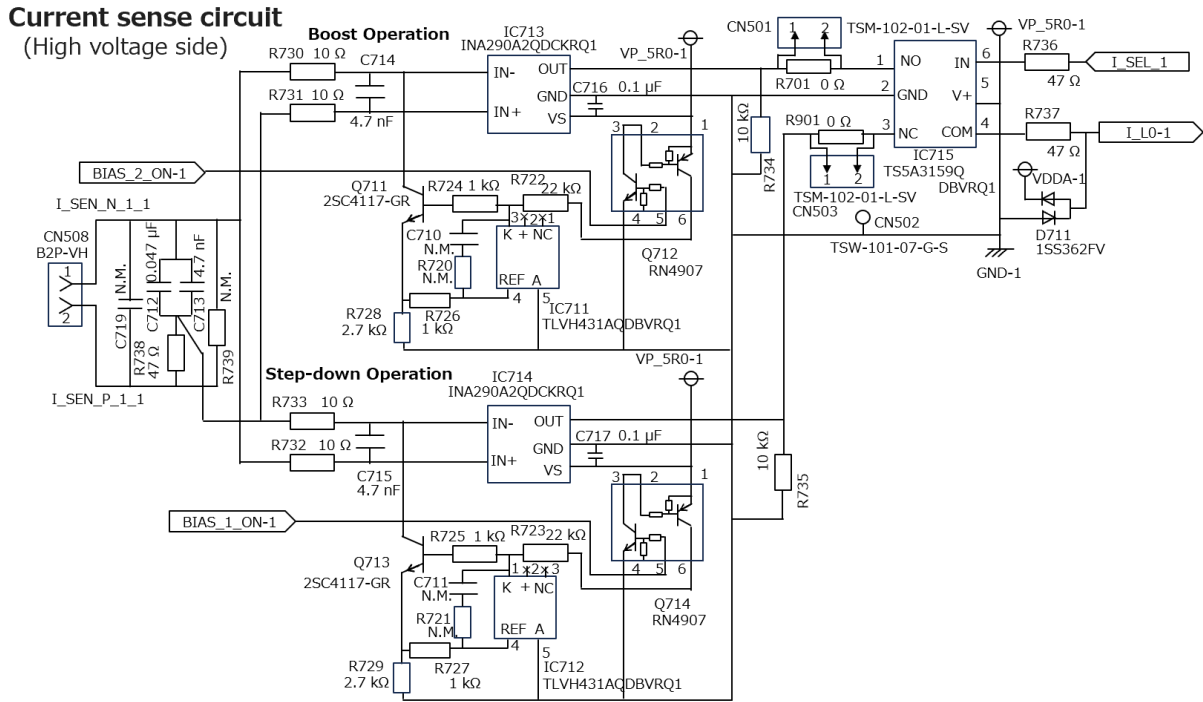 Current sense circuit
(High voltage side)
Boost Operation
R730 10 Ω
C714
R731 10 Ω
4.7 nF
IC713
INA290A2QDCKRQ1
IN- OUT
GND
IN+ VS
C716 0.1 µF
VP_5R0-1
CN501
1 2
TSM-102-01-L-SV
R701 0 Ω
VP_5R0-1
1 NO IN 6
2 GND V+ 5
3 NC COM 4
R736
47 Ω
I_SEL_1
R737
47 Ω
I_L0-1
IC715
TS5A3159Q
DBVRQ1
10 kΩ
R734
R901 0 Ω
1 2
TSM-102-01-L-SV
CN503
CN502
TSW-101-07-G-S
VDDA-1
D711
1SS362FV
GND-1
BIAS_2_ON-1
Q711
2SC4117-GR
R724 1 kΩ
R722
22 kΩ
3 2 1
K + NC
C710
N.M.
R720
N.M.
REF A
4 5
IC711
TLVH431AQDBVRQ1
R728
2.7 kΩ
R726
1 kΩ
3 2 1
4 5 6
Q712
RN4907
I_SEN_N_1_1
CN508
B2P-VH
1
2
N.M.
C719
0.047 µF
C712
4.7 nF
C713
N.M.
R739
R738
47 Ω
I_SEN_P_1_1
Step-down Operation
R733 10 Ω
R732 10 Ω
C715
4.7 nF
IC714
INA290A2QDCKRQ1
IN- OUT
GND
IN+ VS
C717 0.1 µF
VP_5R0-1
10 kΩ
R735
BIAS_1_ON-1
Q713
2SC4117-GR
R725 1 kΩ
R723
22 kΩ
1 2 3
K + NC
C711
N.M.
R721
N.M.
REF A
4 5
IC712
TLVH431AQDBVRQ1
R729
2.7 kΩ
R727
1 kΩ
3 2 1
4 5 6
Q714
RN4907